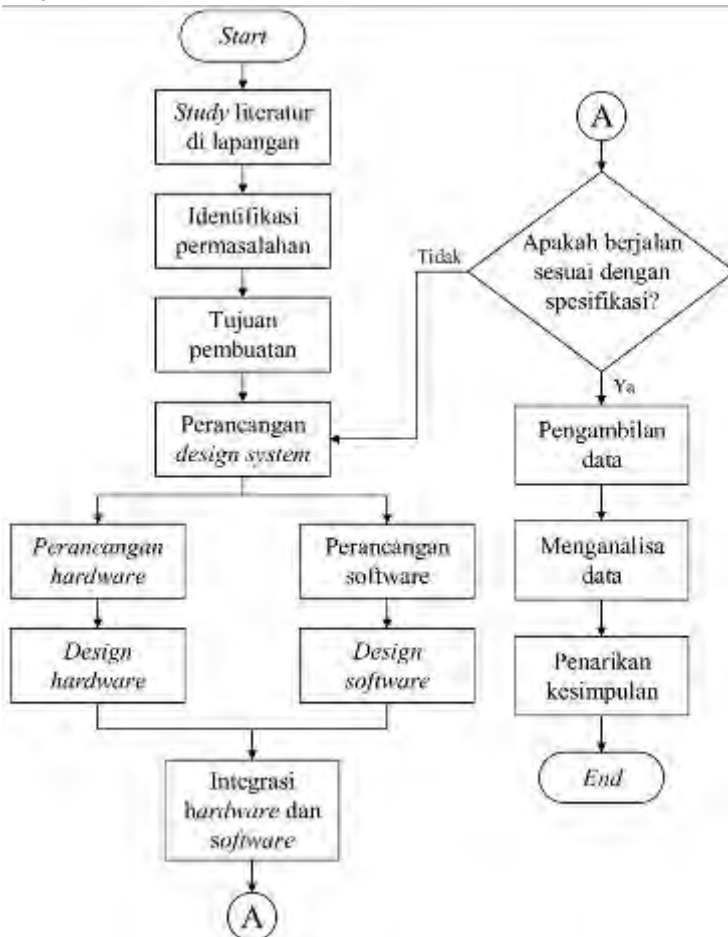 Start
Study literatur
di lapangan
Identifikasi
permasalahan
Tujuan
pembuatan
Perancangan
design system
Perancangan
hardware
Perancangan
software
Design
hardware
Design
software
Integrasi
hardware dan
software
A
A
Apakah berjalan
sesuai dengan
spesifikasi?
Tidak
Ya
Pengambilan
data
Menganalisa
data
Penarikan
kesimpulan
End